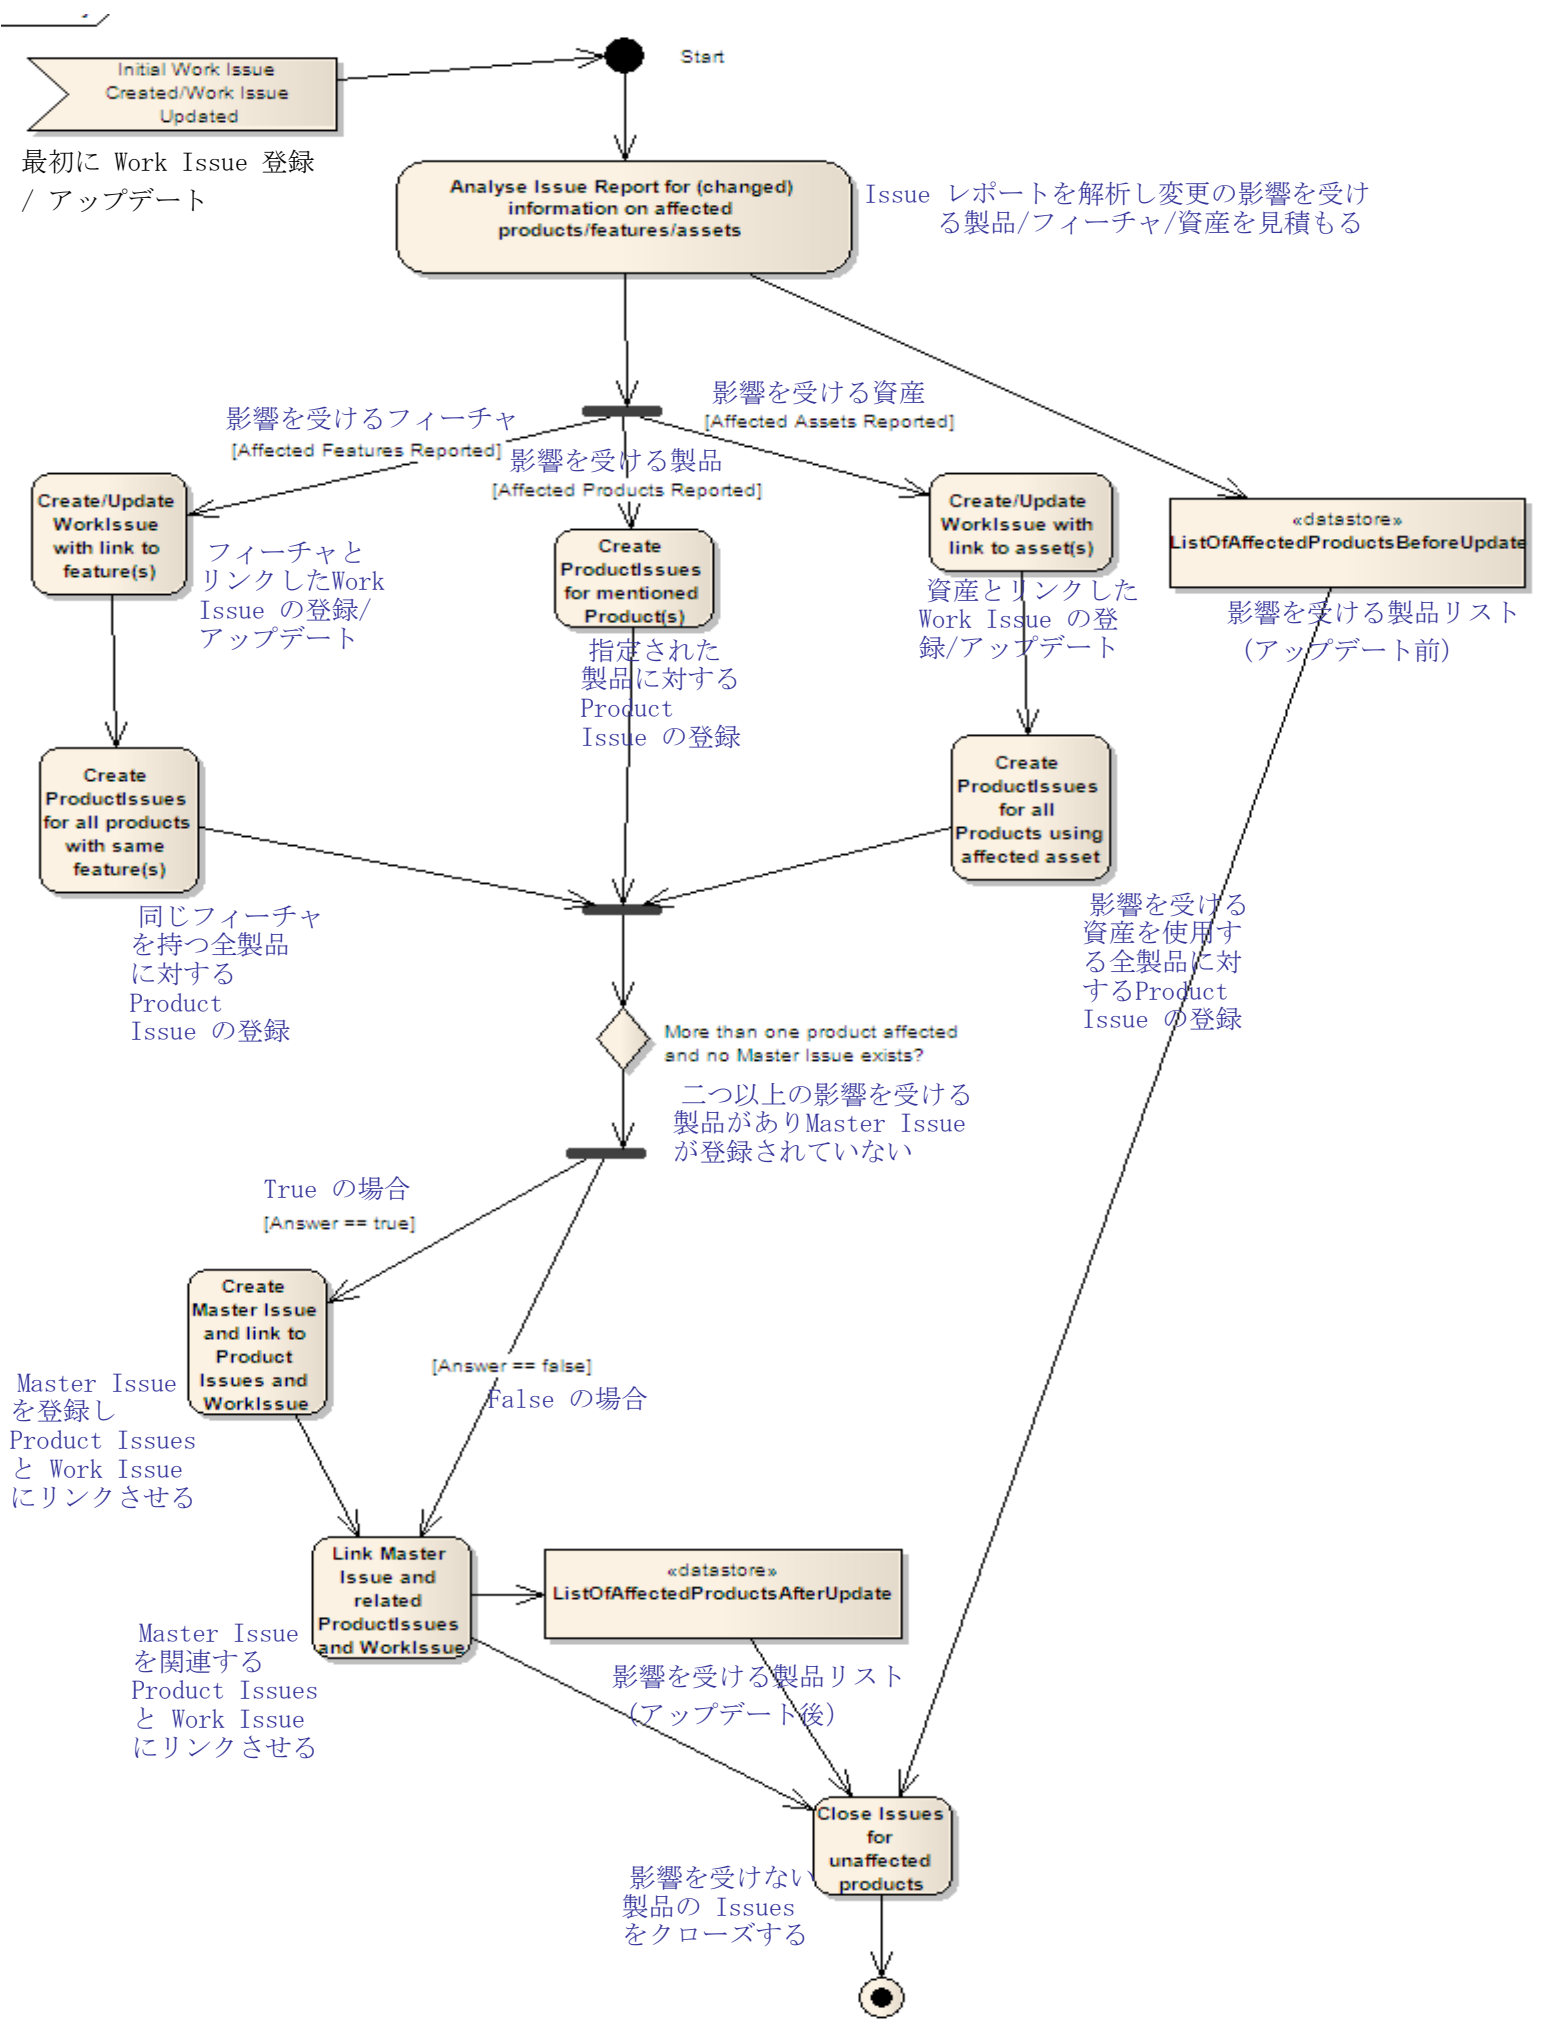 Start
Initial Work Issue
Created/Work Issue
Updated
最初に Work Issue 登録
/ アップデート
Analyse Issue Report for (changed)
information on affected
products/features/assets
Issue レポートを解析し変更の影響を受け
る製品/フィーチャ/資産を見積もる
影響を受けるフィーチャ
[Affected Features Reported]
影響を受ける製品
[Affected Products Reported]
影響を受ける資産
[Affected Assets Reported]
Create/Update
WorkIssue
with link to
feature(s)
フィーチャと
リンクしたWork
Issue の登録/
アップデート
Create
ProductIssues
for mentioned
Product(s)
指定された
製品に対する
Product
Issue の登録
Create/Update
WorkIssue with
link to asset(s)
資産とリンクした
Work Issue の登
録/アップデート
«datastore»
ListOfAffectedProductsBeforeUpdate
影響を受ける製品リスト
(アップデート前)
Create
ProductIssues
for all products
with same
feature(s)
同じフィーチャ
を持つ全製品
に対する
Product
Issue の登録
Create
ProductIssues
for all
Products using
affected asset
影響を受ける
資産を使用す
る全製品に対
するProduct
Issue の登録
More than one product affected
and no Master Issue exists?
二つ以上の影響を受ける
製品がありMaster Issue
が登録されていない
True の場合
[Answer == true]
Create
Master Issue
and link to
Product
Issues and
WorkIssue
Master Issue
を登録し
Product Issues
と Work Issue
にリンクさせる
[Answer == false]
False の場合
Link Master
Issue and
related
ProductIssues
and WorkIssue
Master Issue
を関連する
Product Issues
と Work Issue
にリンクさせる
«datastore»
ListOfAffectedProductsAfterUpdate
影響を受ける製品リスト
(アップデート後)
Close Issues
for
unaffected
products
影響を受けない
製品の Issues
をクローズする